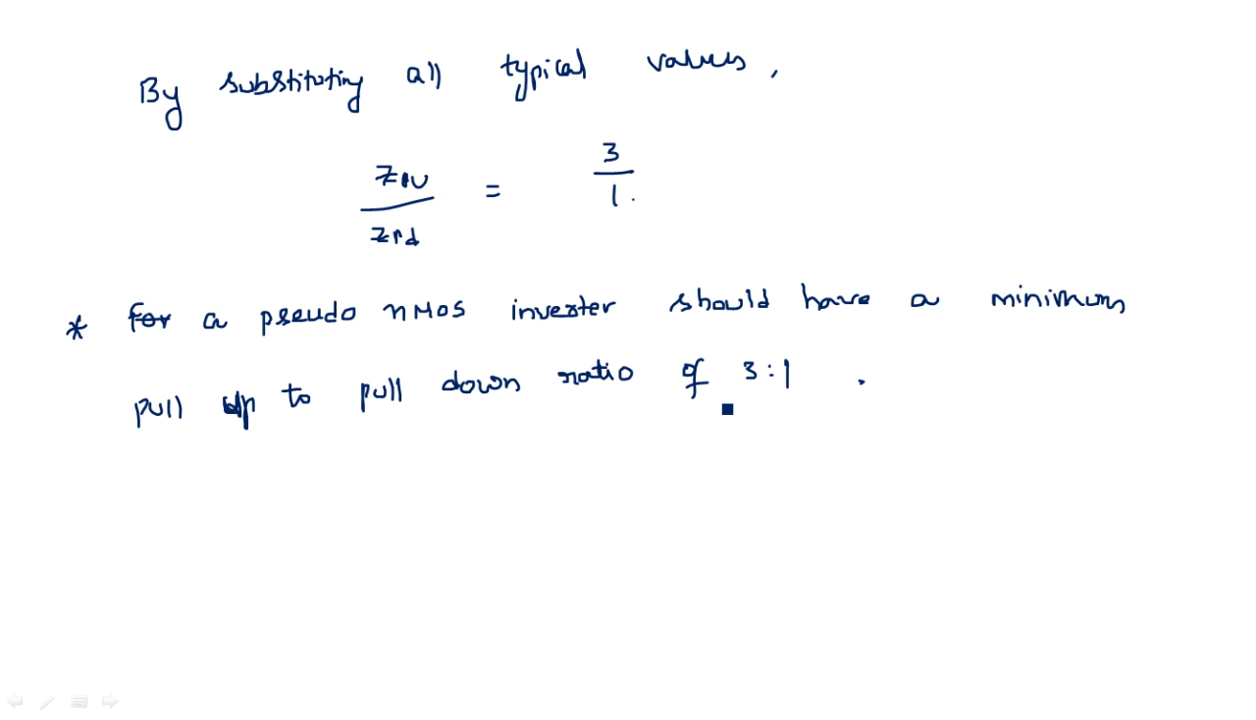 By substituting all typical values,
Zpu / Zpd = 3 / 1.
* ~~for~~ a pseudo nMOS inverter should have a minimum
pull up to pull down ratio of 3:1 .